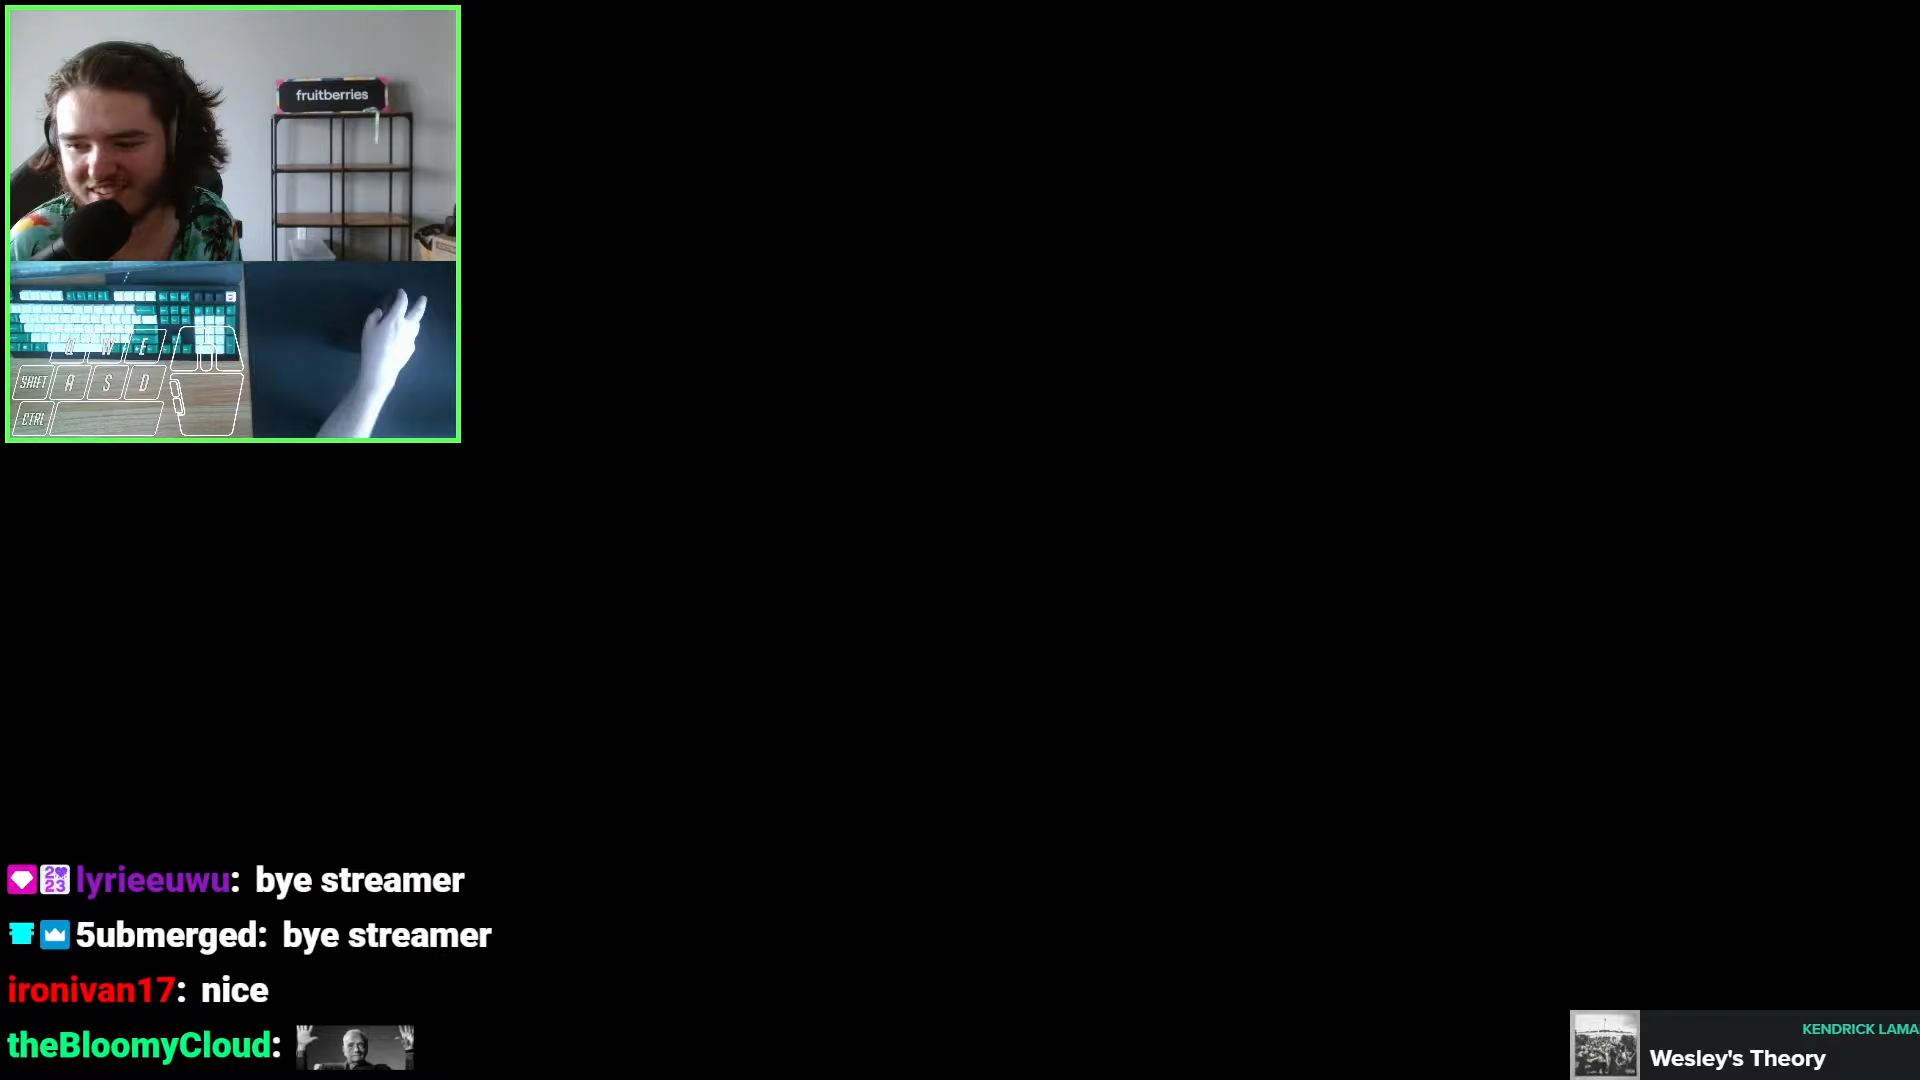 fruitberries
Q W E
SHIFT A S D
CTRL
lyrieeuwu: bye streamer
5ubmerged: bye streamer
ironivan17: nice
theBloomyCloud:
KENDRICK LAMA
Wesley's Theory